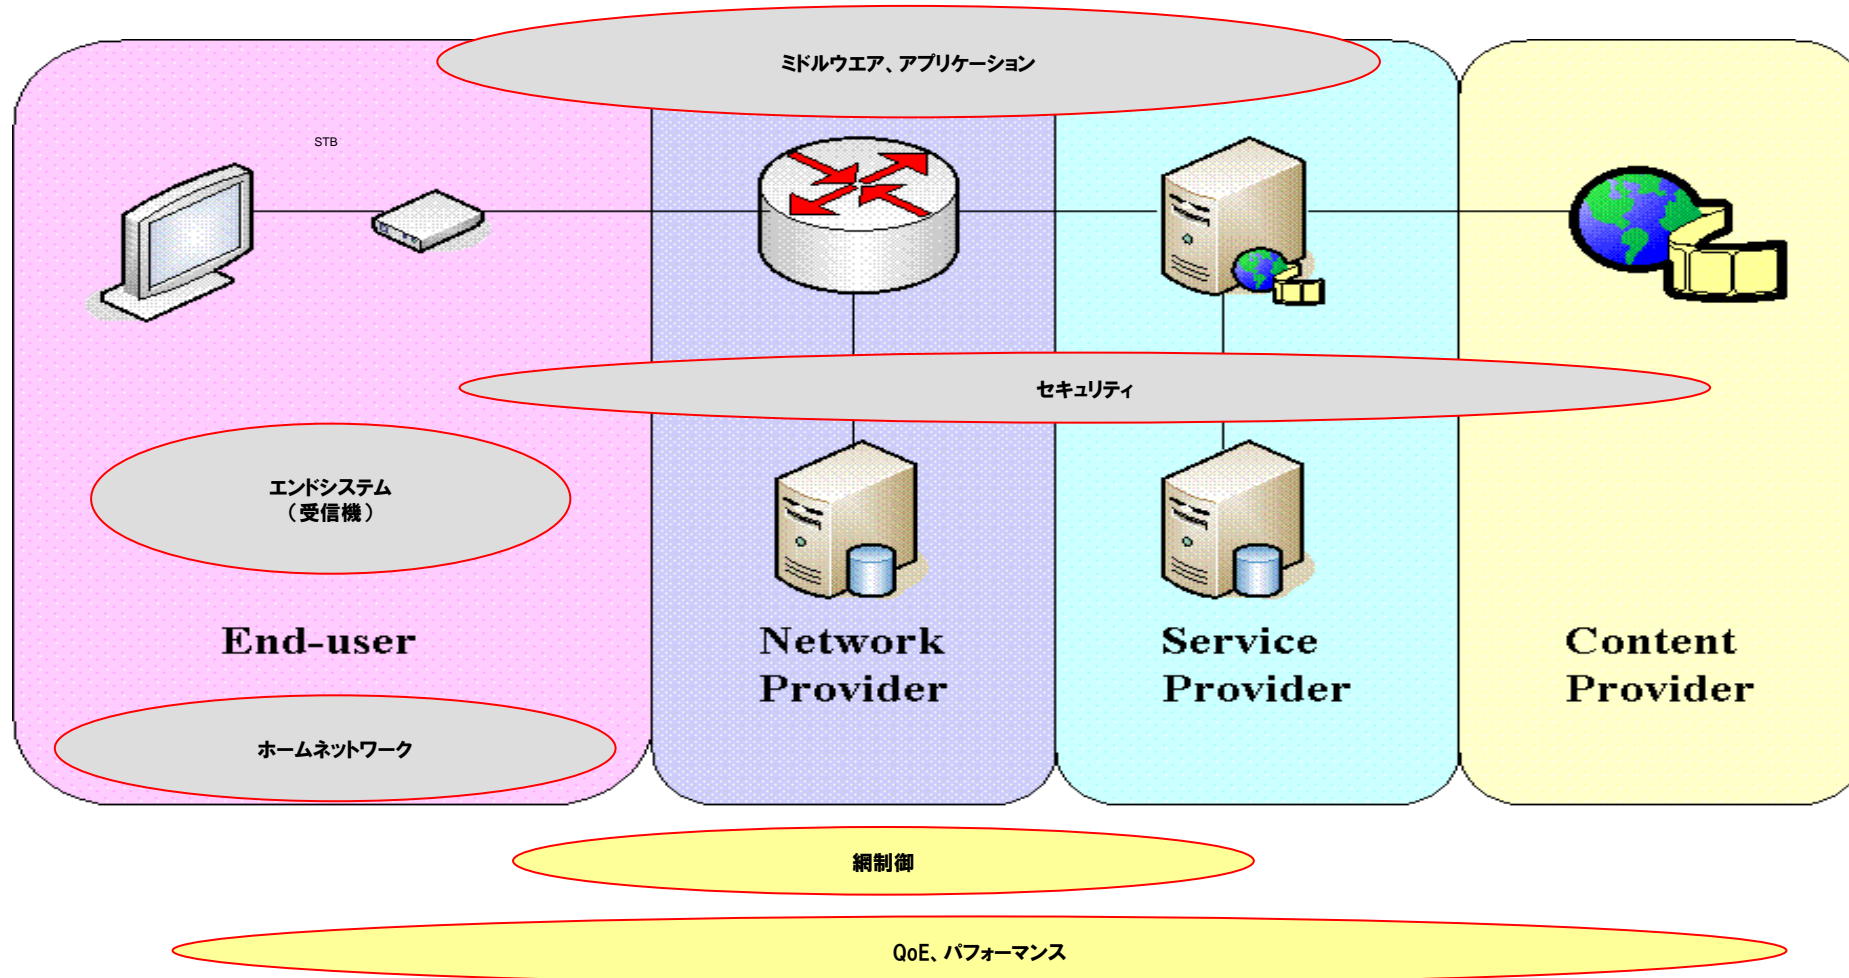 ミドルウエア、アプリケーション
STB
セキュリティ
エンドシステム
（受信機）
End-user
Network
Provider
Service
Provider
Content
Provider
ホームネットワーク
網制御
QoE、パフォーマンス